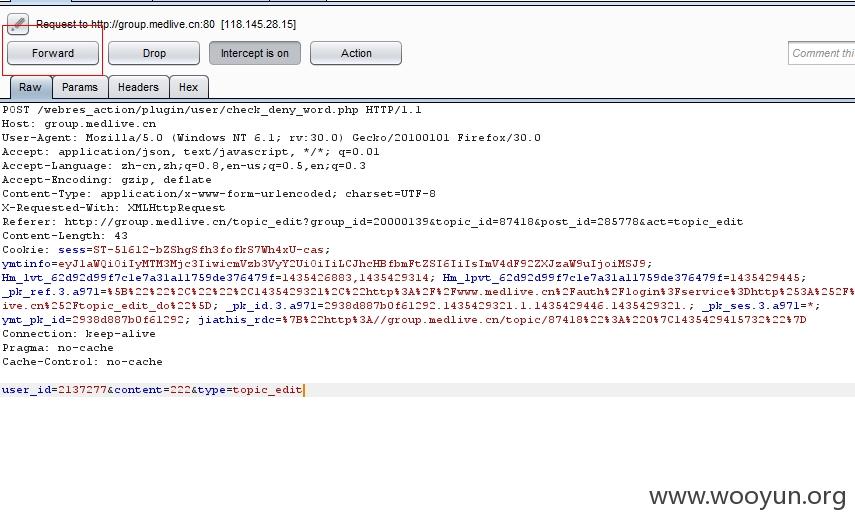 Request to http://group.medlive.cn:80 [118.145.28.15]
Forward Drop Intercept is on Action Comment thi
Raw Params Headers Hex
POST /webres_action/plugin/user/check_deny_word.php HTTP/1.1
Host: group.medlive.cn
User-Agent: Mozilla/5.0 (Windows NT 6.1; rv:30.0) Gecko/20100101 Firefox/30.0
Accept: application/json, text/javascript, */*; q=0.01
Accept-Language: zh-cn,zh;q=0.8,en-us;q=0.5,en;q=0.3
Accept-Encoding: gzip, deflate
Content-Type: application/x-www-form-urlencoded; charset=UTF-8
X-Requested-With: XMLHttpRequest
Referer: http://group.medlive.cn/topic_edit?group_id=20000139&topic_id=87418&post_id=285778&act=topic_edit
Content-Length: 43
Cookie: sess=ST-51612-bZShgSfh3fofkS7Wh4xU-cas;
ymtinfo=eyJ1aWQiOiIyMTM3Mjc3IiwicmVzb3VyY2UiOiIiLCJhcHBfbmFtZSI6IiIsImV4dF92ZXJzaW9uIjoiMSJ9;
Hm_lvt_62d92d99f7c1e7a31a11759de376479f=1435426883,1435429314; Hm_lpvt_62d92d99f7c1e7a31a11759de376479f=1435429445;
_pk_ref.3.a971=%5B%22%22%2C%22%22%2C1435429321%2C%22http%3A%2F%2Fwww.medlive.cn%2Fauth%2Flogin%3Fservice%3Dhttp%253A%252F%
ive.cn%252Ftopic_edit_do%22%5D; _pk_id.3.a971=2938d887b0f61292.1435429321.1.1435429446.1435429321.; _pk_ses.3.a971=*;
ymt_pk_id=2938d887b0f61292; jiathis_rdc=%7B%22http%3A//group.medlive.cn/topic/87418%22%3A%220%7C1435429415732%22%7D
Connection: keep-alive
Pragma: no-cache
Cache-Control: no-cache
user_id=2137277&content=222&type=topic_edit
www.wooyun.org